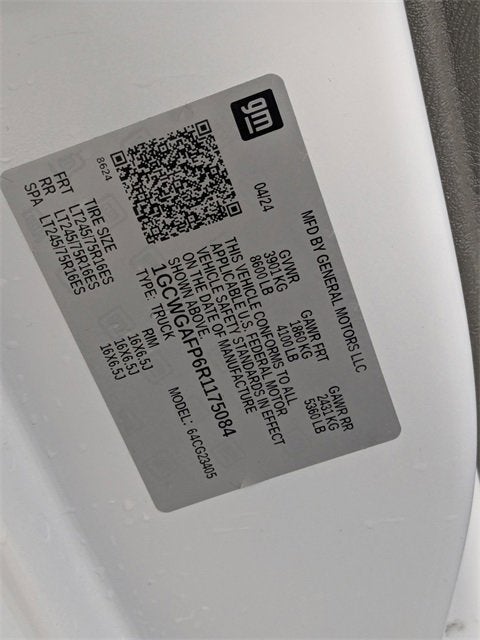 gm
MFD BY GENERAL MOTORS LLC
04/24
GVWR GAWR FRT GAWR RR
3901 KG 1860 KG 2431 KG
8600 LB 4100 LB 5360 LB
THIS VEHICLE CONFORMS TO ALL
APPLICABLE U.S. FEDERAL MOTOR
VEHICLE SAFETY STANDARDS IN EFFECT
ON THE DATE OF MANUFACTURE
SHOWN ABOVE.
1GCWGAFP6R1175084
TYPE: TRUCK MODEL: 64CG23405
8624
TIRE SIZE RIM
FRT LT245/75R16ES 16X6.5J
RR LT245/75R16ES 16X6.5J
SPA LT245/75R16ES 16X6.5J